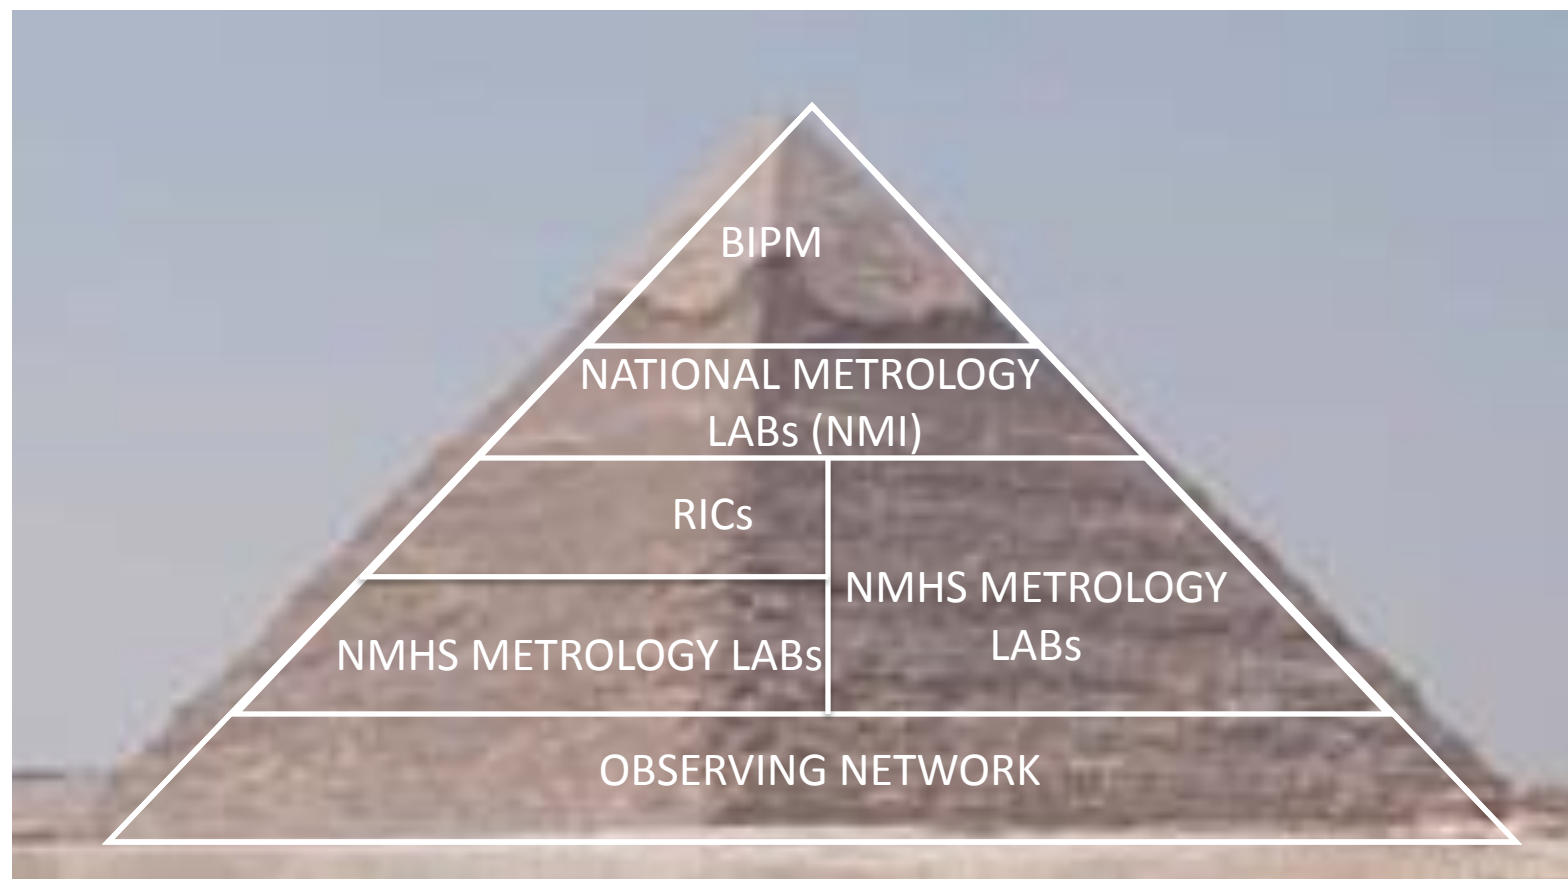 BIPM
NATIONAL METROLOGY
LABs (NMI)
RICs
NMHS METROLOGY LABs
NMHS METROLOGY
LABs
OBSERVING NETWORK